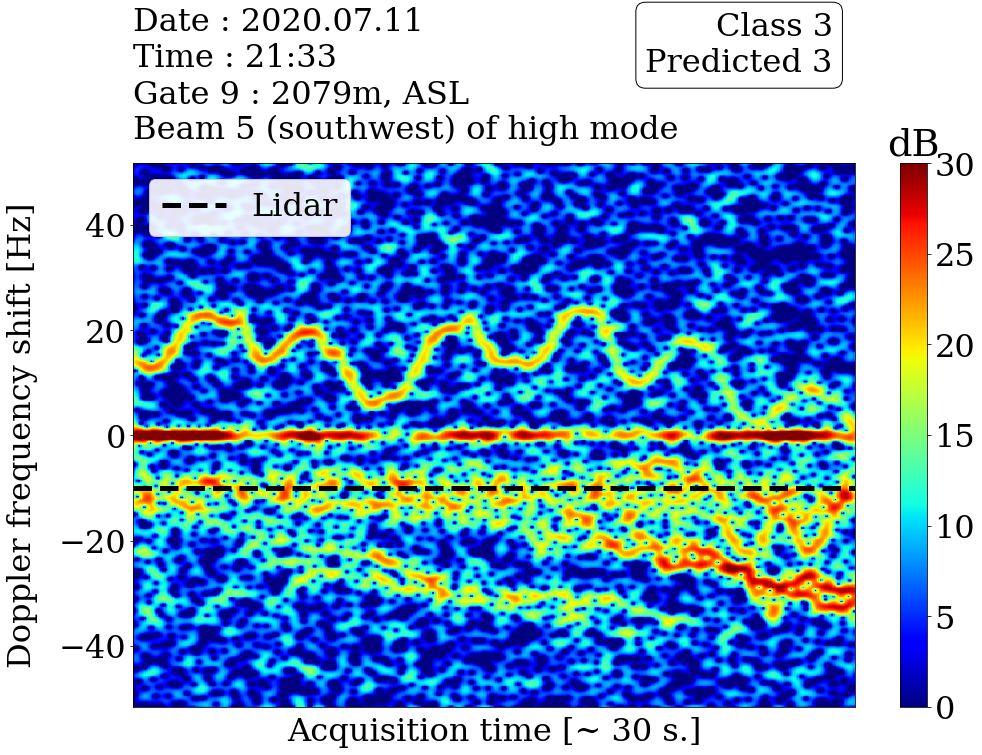 Date : 2020.07.11
Time : 21:33
Gate 9 : 2079m, ASL
Beam 5 (southwest) of high mode
Class 3
Predicted 3
dB
Lidar
Doppler frequency shift [Hz]
40
20
0
−20
−40
30
25
20
15
10
5
0
Acquisition time [~ 30 s.]